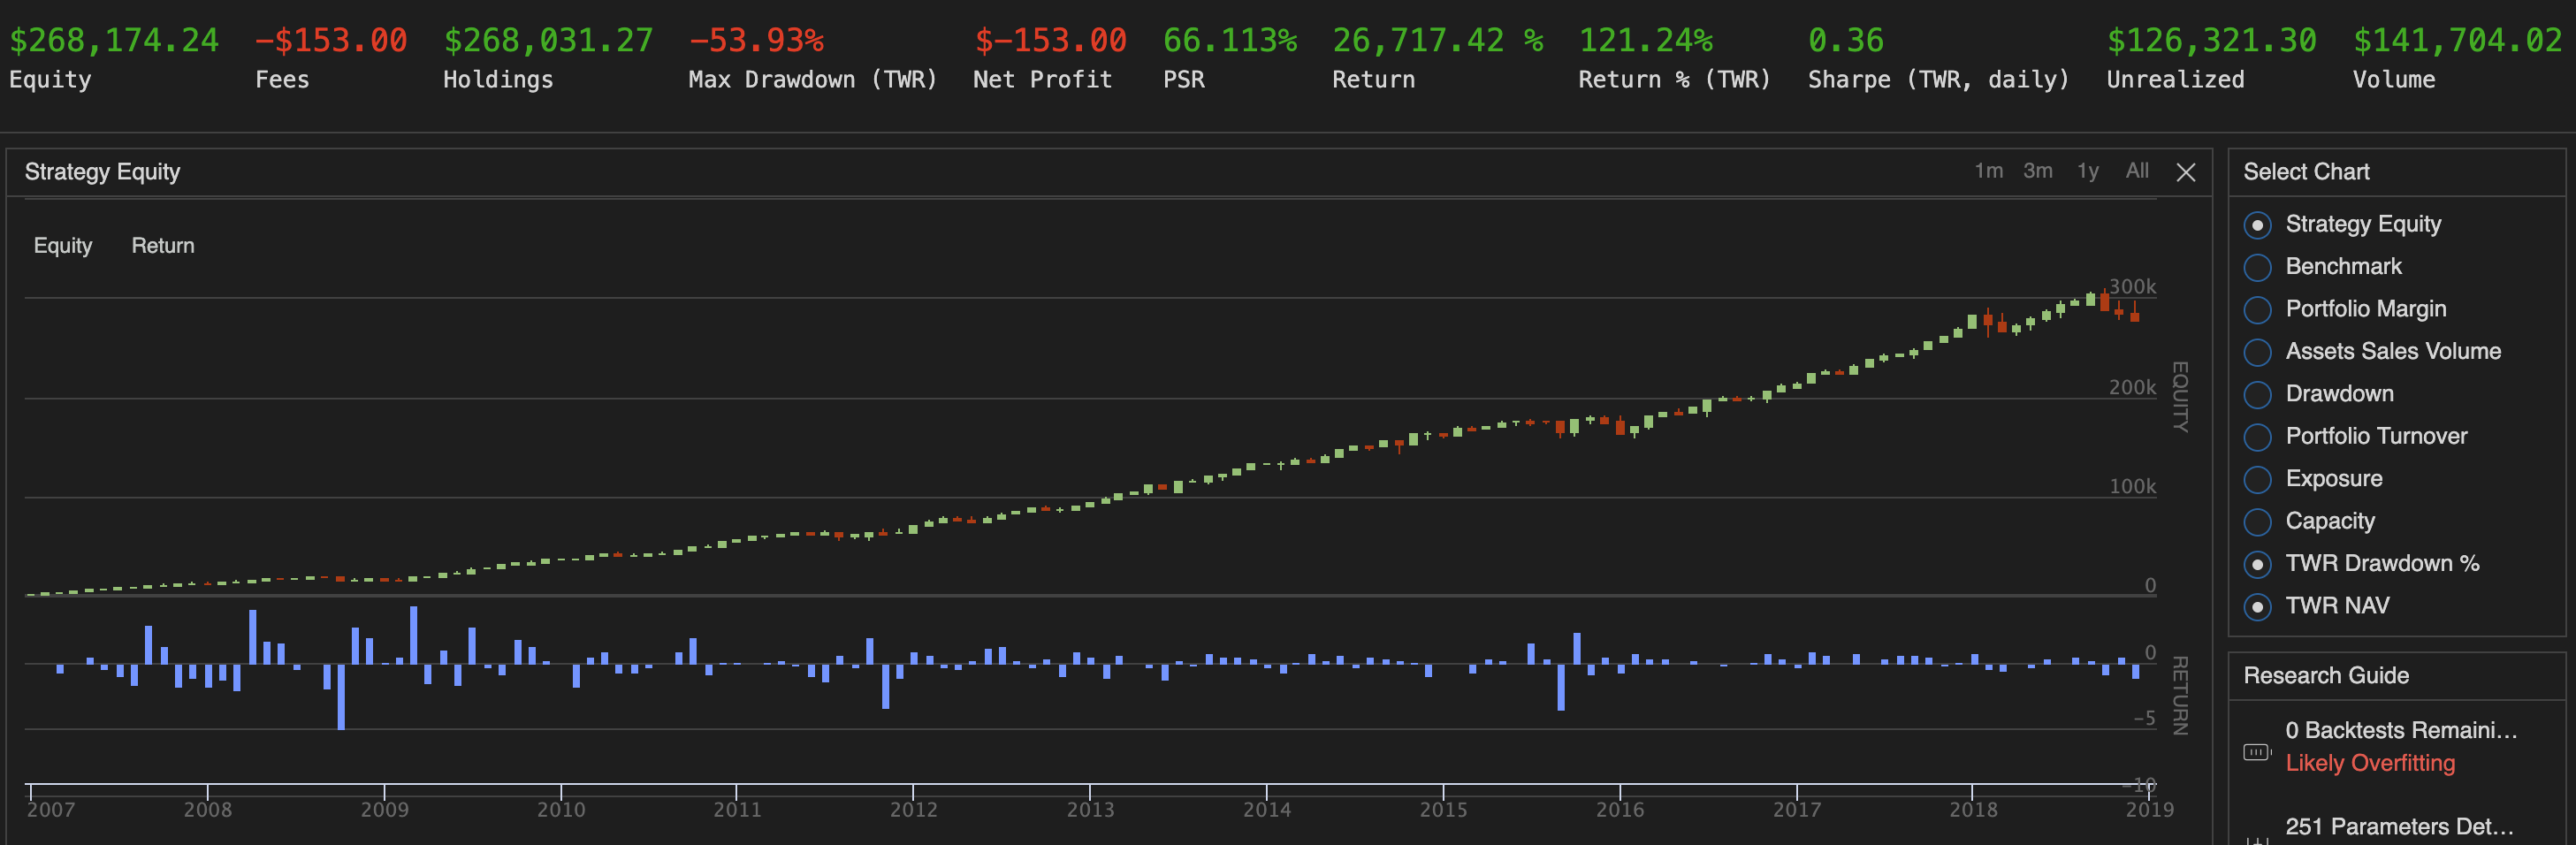 $268,174.24 -$153.00 $268,031.27 -53.93% $-153.00 66.113% 26,717.42 % 121.24% 0.36 $126,321.30 $141,704.02
Equity Fees Holdings Max Drawdown (TWR) Net Profit PSR Return Return % (TWR) Sharpe (TWR, daily) Unrealized Volume
Strategy Equity 1m 3m 1y All
Equity Return
300k
200k
100k
0
EQUITY
0
-5
-10
RETURN
2007 2008 2009 2010 2011 2012 2013 2014 2015 2016 2017 2018 2019
Select Chart
Strategy Equity
Benchmark
Portfolio Margin
Assets Sales Volume
Drawdown
Portfolio Turnover
Exposure
Capacity
TWR Drawdown %
TWR NAV
Research Guide
0 Backtests Remaini...
Likely Overfitting
251 Parameters Det...